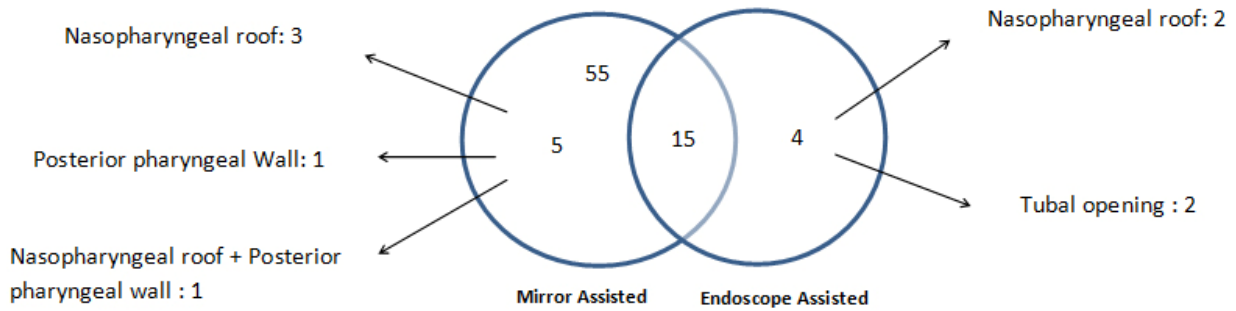 Nasopharyngeal roof: 3
Nasopharyngeal roof: 2
55
Posterior pharyngeal Wall: 1
5
15
4
Tubal opening : 2
Nasopharyngeal roof + Posterior
pharyngeal wall : 1
Mirror Assisted
Endoscope Assisted